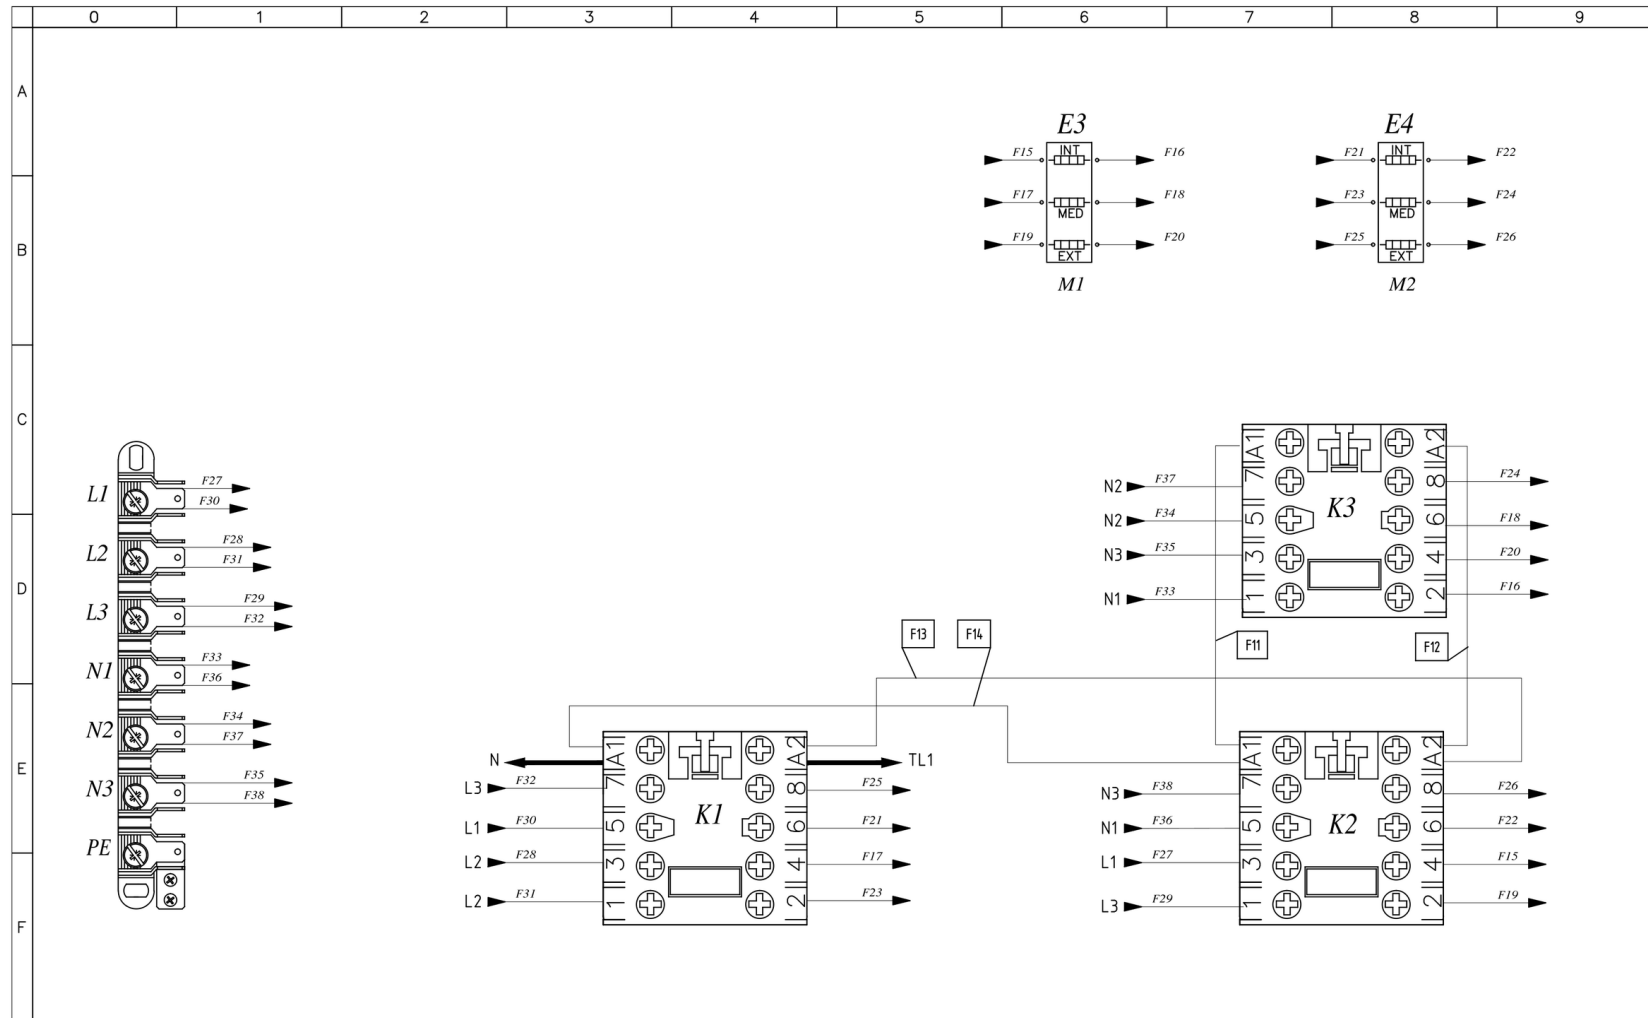 0 1 2 3 4 5 6 7 8 9
A
E3 E4
F15 INT F16 F21 INT F22
F17 MED F18 F23 MED F24
B
F19 EXT F20 F25 EXT F26
M1 M2
C
A1 A2
L1 F27
F30
N2 F37 7 K3 8 F24
N2 F34 5 6 F18
L2 F28
F31
N3 F35 3 4 F20
D
N1 F33 1 2 F16
L3 F29
F32
F13 F14 F11 F12
N1 F33
F36
N2 F34
F37
A1 A2 A1 A2
E
N TL1
N3 F35
F38
L3 F32 7 K1 8 F25 N3 F38 7 K2 8 F26
L1 F30 5 6 F21 N1 F36 5 6 F22
PE
L2 F28 3 4 F17 L1 F27 3 4 F15
L2 F31 1 2 F23 L3 F29 1 2 F19
F